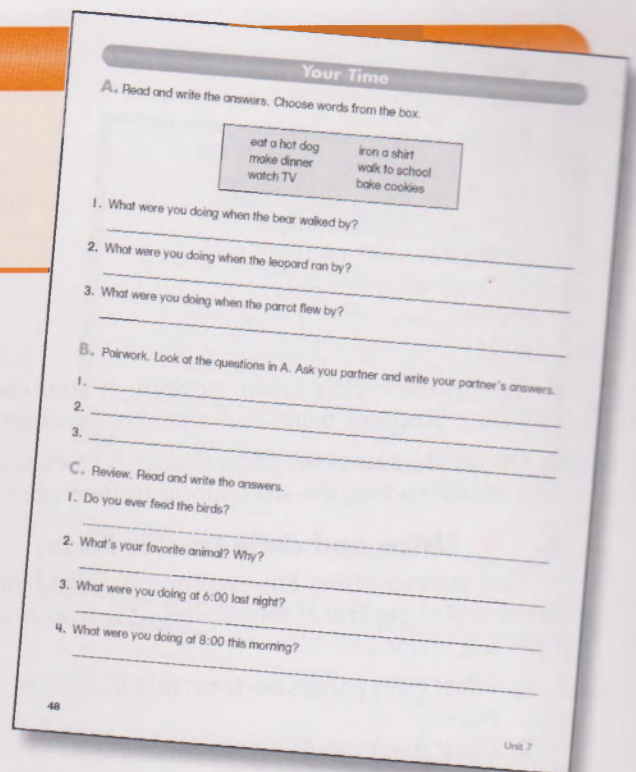 Your Time
A. Read and write the answers. Choose words from the box.
eat a hot dog iron a shirt
make dinner walk to school
watch TV bake cookies
1. What were you doing when the bear walked by?
2. What were you doing when the leopard ran by?
3. What were you doing when the parrot flew by?
B. Pairwork. Look at the questions in A. Ask you partner and write your partner's answers.
1.
2.
3.
C. Review. Read and write the answers.
1. Do you ever feed the birds?
2. What's your favorite animal? Why?
3. What were you doing at 6:00 last night?
4. What were you doing at 8:00 this morning?
48
Unit 7